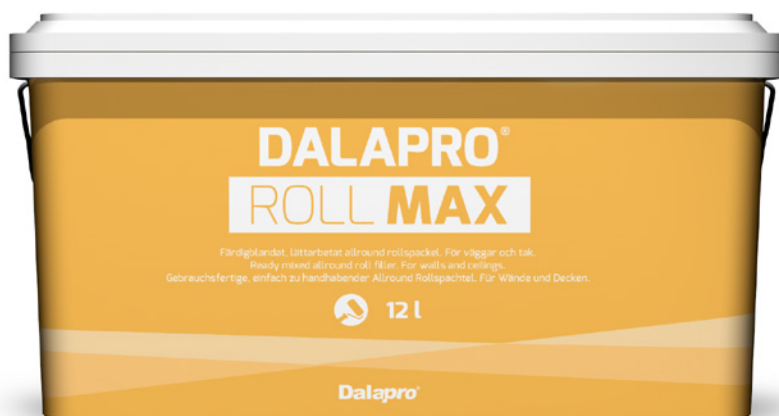 DALAPRO®
ROLL MAX
Färdigblandat, lättarbetat allround rollspackel. För väggar och tak.
Ready mixed allround roll filler. For walls and ceilings.
Gebrauchsfertige, einfach zu handhabender Allround Rollspachtel. Für Wände und Decken.
12 l
Dalapro®